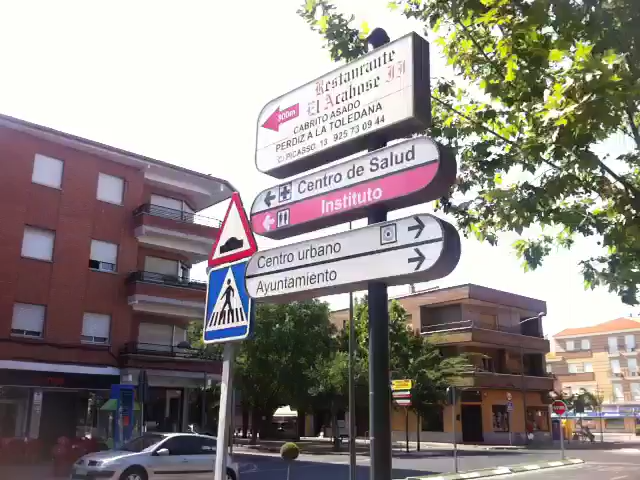 Restaurante
El Acahose II
300m
CABRITO ASADO
PERDIZ A LA TOLEDANA
C/ PICASSO, 13 925 73 09 44
Centro de Salud
Instituto
Centro urbano
Ayuntamiento